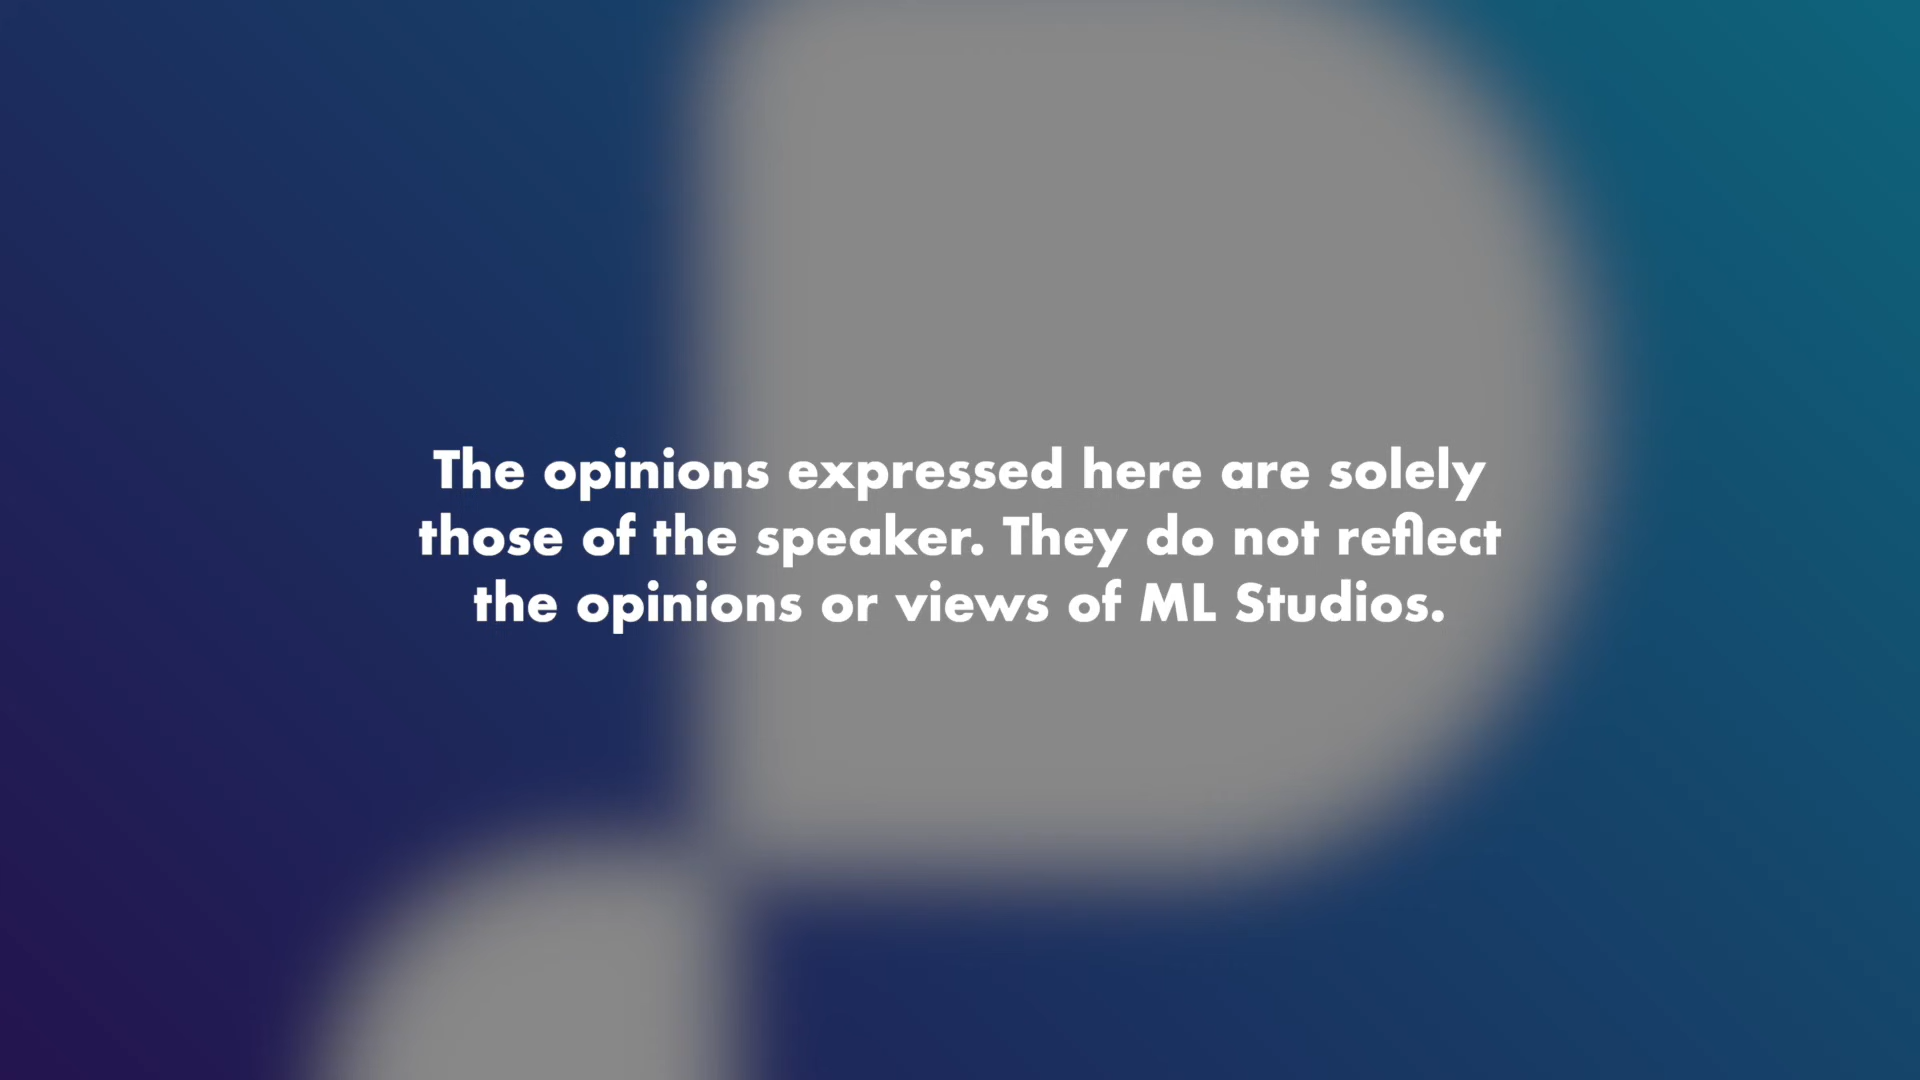 The opinions expressed here are solely
those of the speaker. They do not reflect
the opinions or views of ML Studios.